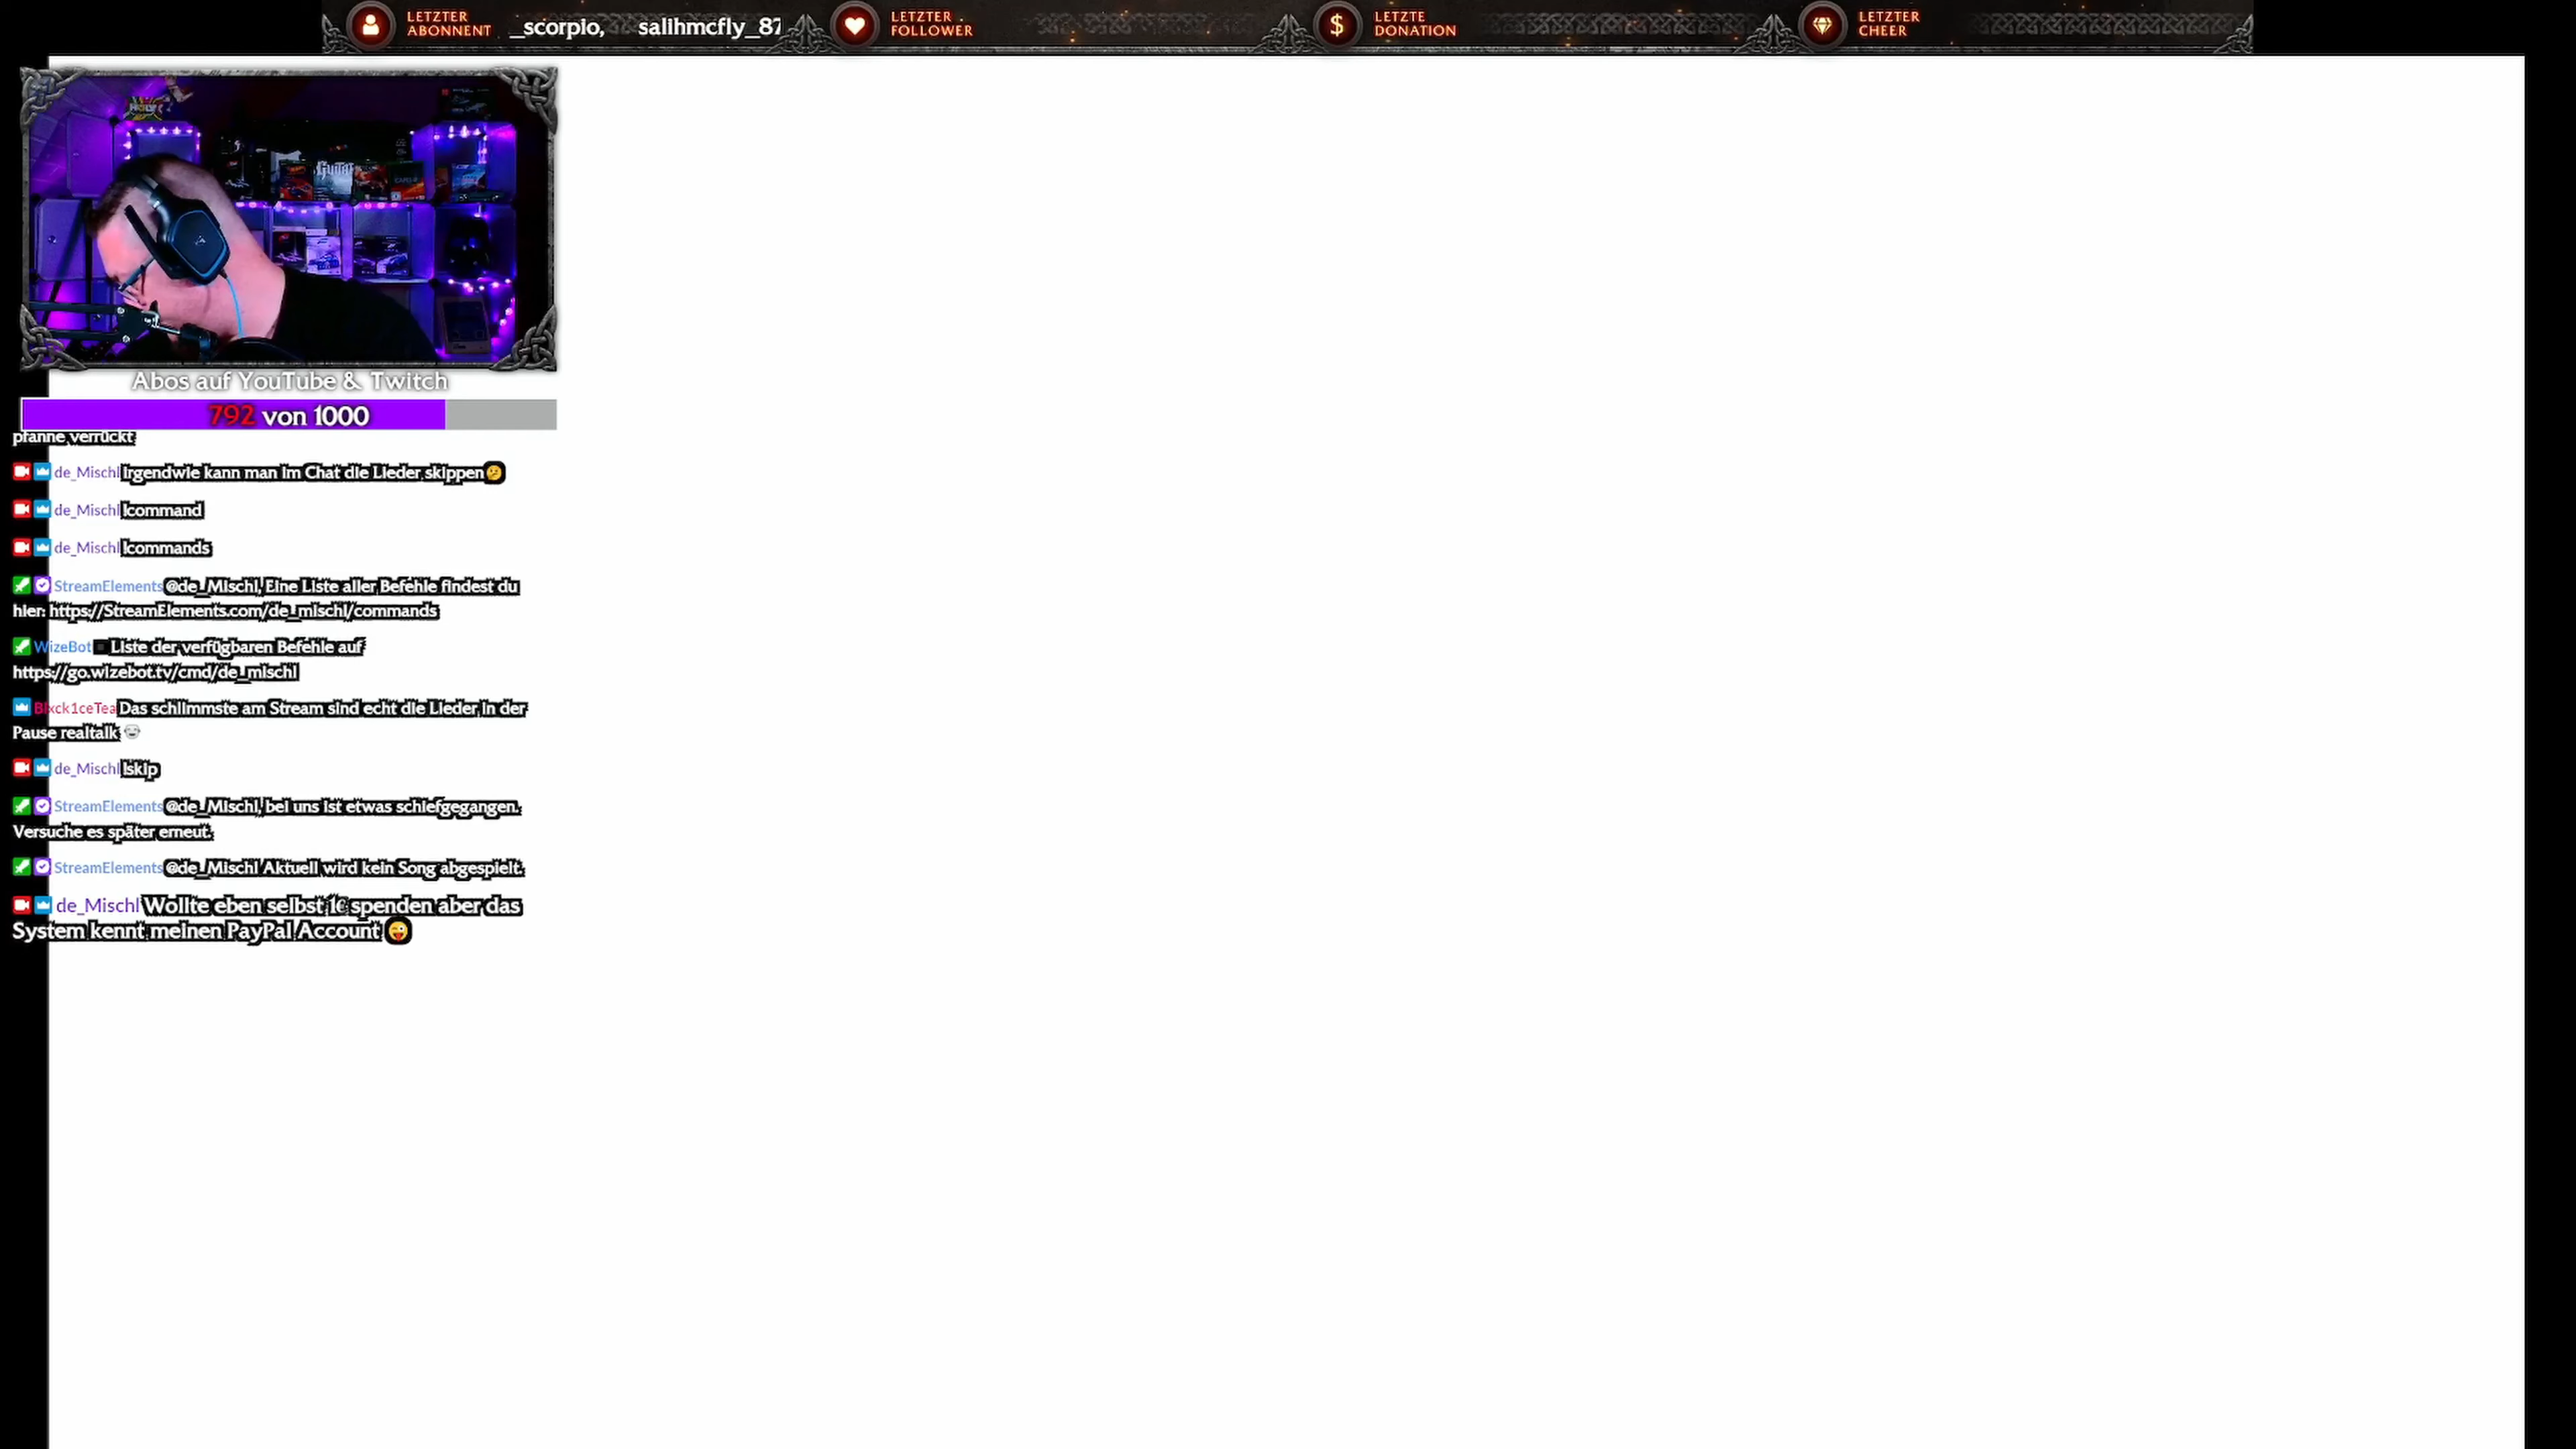 LETZTER
ABONNENT
_scorpio, salihmcfly_87
LETZTER
FOLLOWER
LETZTE
DONATION
LETZTER
CHEER
Abos auf YouTube & Twitch
792 von 1000
pfanne verrückt
de_Mischl Irgendwie kann man im Chat die Lieder skippen🤔
de_Mischl !command
de_Mischl !commands
StreamElements @de_Mischl, Eine Liste aller Befehle findest du
hier: https://StreamElements.com/de_mischl/commands
WizeBot Liste der verfügbaren Befehle auf
https://go.wizebot.tv/cmd/de_mischl
Blxck1ceTea Das schlimmste am Stream sind echt die Lieder in der
Pause realtalk
de_Mischl !skip
StreamElements @de_Mischl, bei uns ist etwas schiefgegangen.
Versuche es später erneut.
StreamElements @de_Mischl Aktuell wird kein Song abgespielt.
de_Mischl Wollte eben selbst 1€ spenden aber das
System kennt meinen PayPal Account 😜